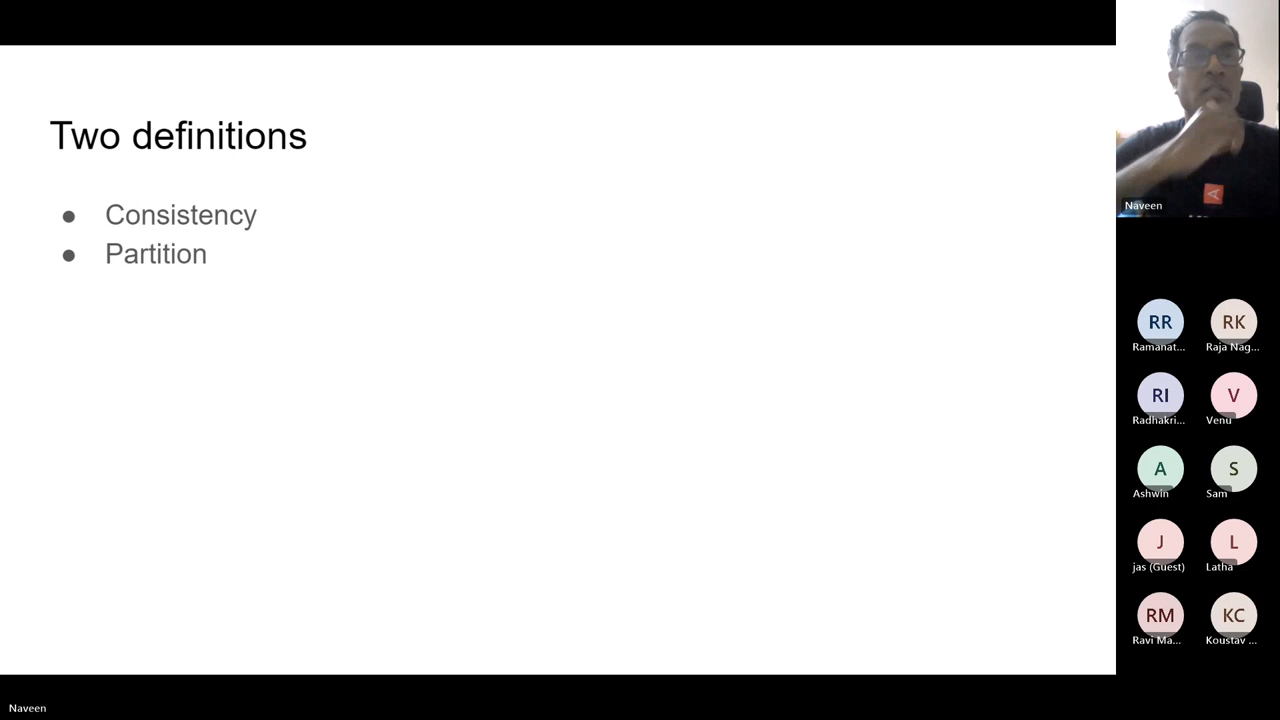 Two definitions
● Consistency
● Partition
Naveen
RR
RK
Ramanat...
Raja Nag...
RI
V
Radhakri...
Venu
A
S
Ashwin
Sam
J
L
jas (Guest)
Latha
RM
KC
Ravi Ma...
Koustav ...
Naveen